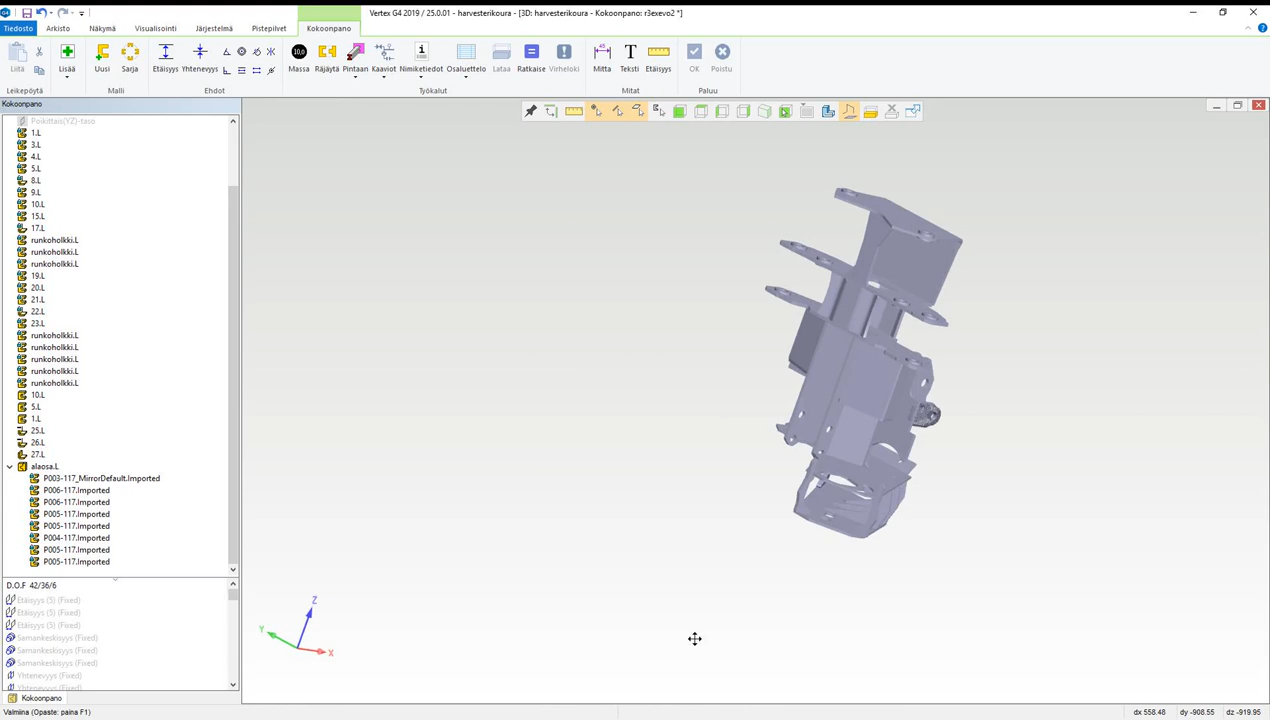 Vertex G4 2019 / 25.0.01 - harvesterikoura - [3D: harvesterikoura - Kokoonpano: r3exevo2 *]
Tiedosto Arkisto Näkymä Visualisointi Järjestelmä Pistepilvet Kokoonpano
10,0 45
Liitä Lisää Uusi Sarja Etäisyys Yhtenevyys Massa Räjäytä Pintaan Kaaviot Nimiketiedot Osaluettelo Lataa Ratkaise Virheloki Mitta Teksti Etäisyys OK Poistu
Leikepöytä Malli Ehdot Työkalut Mitat Paluu
Kokoonpano
Poikittais(YZ)-taso
1.L
3.L
4.L
5.L
8.L
9.L
10.L
15.L
17.L
runkoholkki.L
runkoholkki.L
runkoholkki.L
19.L
20.L
21.L
22.L
23.L
runkoholkki.L
runkoholkki.L
runkoholkki.L
runkoholkki.L
runkoholkki.L
10.L
5.L
1.L
25.L
26.L
27.L
alaosa.L
P003-117_MirrorDefault.Imported
P006-117.Imported
P006-117.Imported
P005-117.Imported
P005-117.Imported
P004-117.Imported
P005-117.Imported
P005-117.Imported
D.O.F 42/36/6
Etäisyys (5) (Fixed)
Etäisyys (5) (Fixed)
Etäisyys (5) (Fixed)
Samankeskisyys (Fixed)
Samankeskisyys (Fixed)
Samankeskisyys (Fixed)
Yhtenevyys (Fixed)
Yhtenevyys (Fixed)
Z
Y
X
Kokoonpano
Valmiina (Opaste: paina F1)
dx 558.48 dy -908.55 dz -919.95